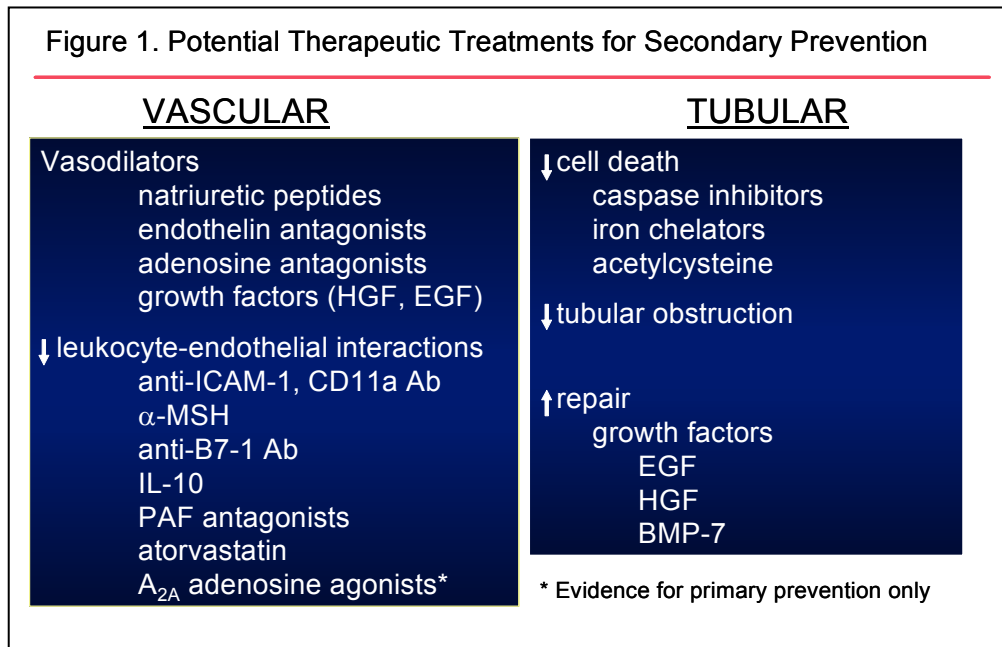 Figure 1. Potential Therapeutic Treatments for Secondary Prevention
VASCULAR
Vasodilators
natriuretic peptides
endothelin antagonists
adenosine antagonists
growth factors (HGF, EGF)
↓leukocyte-endothelial interactions
anti-ICAM-1, CD11a Ab
α-MSH
anti-B7-1 Ab
IL-10
PAF antagonists
atorvastatin
A₂A adenosine agonists*
TUBULAR
↓cell death
caspase inhibitors
iron chelators
acetylcysteine
↓tubular obstruction
↑repair
growth factors
EGF
HGF
BMP-7
* Evidence for primary prevention only